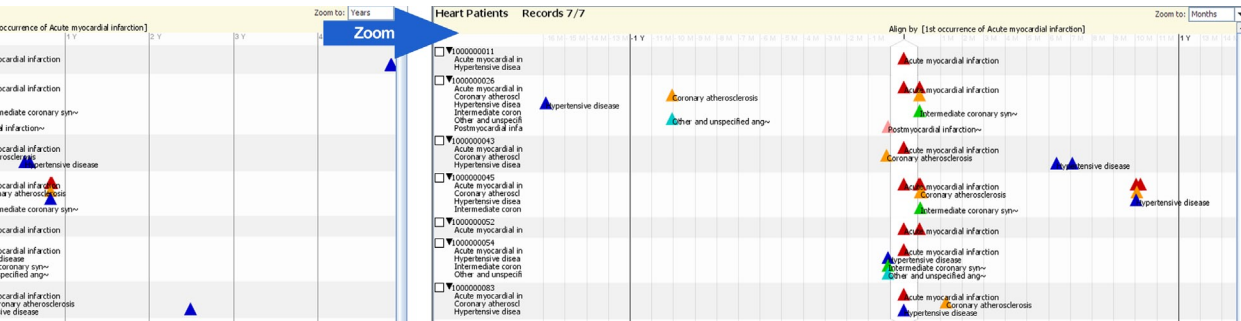 Zoom to: Years
occurrence of Acute myocardial infarction]
1 Y 2 Y 3 Y 4
ocardial infarction
ocardial infarction
mediate coronary syn~
l infarction~
ocardial infarction
rosclerosis
Hypertensive disease
ocardial infarction
nary atherosclerosis
mediate coronary syn~
ocardial infarction
ocardial infarction
disease
coronary syn~
specified ang~
ocardial infarction
ronary atherosclerosis
ive disease
Zoom
Heart Patients Records 7/7
Zoom to: Months
Align by [1st occurrence of Acute myocardial infarction]
-1 Y 1 Y
1000000011
Acute myocardial in
Hypertensive disea
Acute myocardial infarction
1000000026
Acute myocardial in
Coronary atheroscl
Hypertensive disea
Intermediate coron
Other and unspecifi
Postmyocardial infa
Acute myocardial infarction
Coronary atherosclerosis
Hypertensive disease
Intermediate coronary syn~
Other and unspecified ang~
Postmyocardial infarction~
1000000043
Acute myocardial in
Coronary atheroscl
Hypertensive disea
Acute myocardial infarction
Coronary atherosclerosis
Hypertensive disease
1000000045
Acute myocardial in
Coronary atheroscl
Hypertensive disea
Intermediate coron
Acute myocardial infarction
Coronary atherosclerosis
Hypertensive disease
Intermediate coronary syn~
1000000052
Acute myocardial in
Acute myocardial infarction
1000000054
Acute myocardial in
Hypertensive disea
Intermediate coron
Other and unspecifi
Acute myocardial infarction
Hypertensive disease
Intermediate coronary syn~
Other and unspecified ang~
1000000083
Acute myocardial in
Coronary atheroscl
Hypertensive disea
Acute myocardial infarction
Coronary atherosclerosis
Hypertensive disease